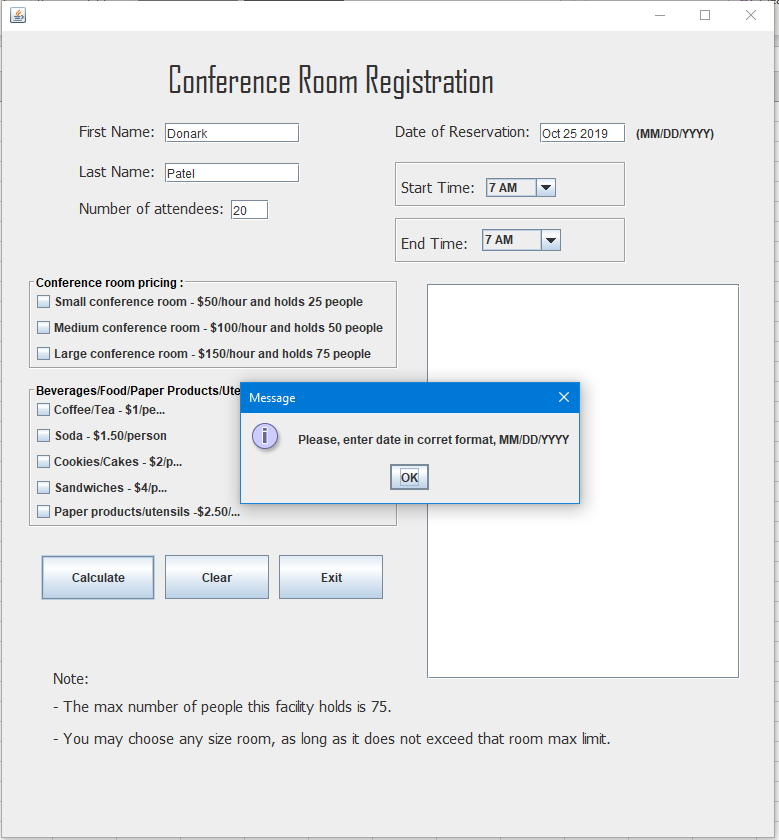 Conference Room Registration
First Name: Donark
Date of Reservation: Oct 25 2019 (MM/DD/YYYY)
Last Name: Patel
Start Time: 7 AM
Number of attendees: 20
End Time: 7 AM
Conference room pricing :
Small conference room - $50/hour and holds 25 people
Medium conference room - $100/hour and holds 50 people
Large conference room - $150/hour and holds 75 people
Beverages/Food/Paper Products/Ute
Coffee/Tea - $1/pe...
Soda - $1.50/person
Cookies/Cakes - $2/p...
Sandwiches - $4/p...
Paper products/utensils -$2.50/...
Message
Please, enter date in corret format, MM/DD/YYYY
OK
Calculate
Clear
Exit
Note:
- The max number of people this facility holds is 75.
- You may choose any size room, as long as it does not exceed that room max limit.